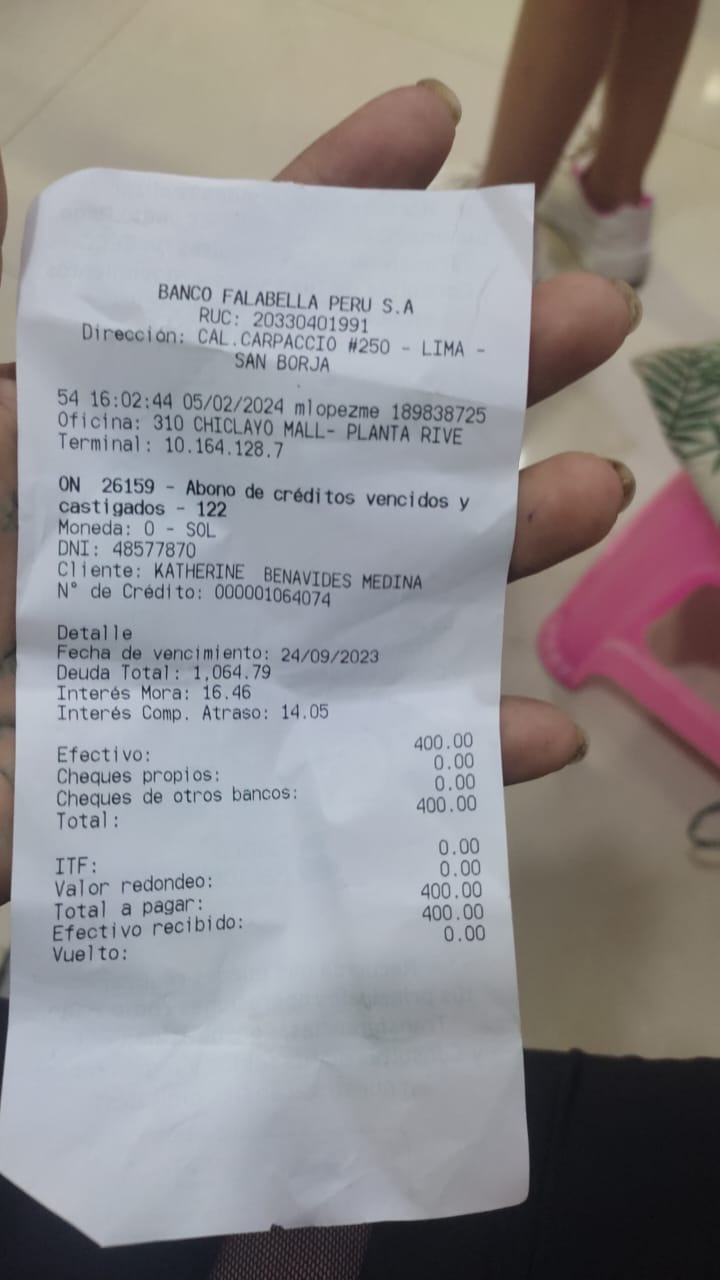 BANCO FALABELLA PERU S.A
RUC: 20330401991
Dirección: CAL.CARPACCIO #250 - LIMA -
SAN BORJA
54 16:02:44 05/02/2024 mlopezme 189838725
Oficina: 310 CHICLAYO MALL- PLANTA RIVE
Terminal: 10.164.128.7
ON 26159 - Abono de créditos vencidos y
castigados - 122
Moneda: 0 - SOL
DNI: 48577870
Cliente: KATHERINE BENAVIDES MEDINA
N° de Crédito: 000001064074
Detalle
Fecha de vencimiento: 24/09/2023
Deuda Total: 1,064.79
Interés Mora: 16.46
Interés Comp. Atraso: 14.05
Efectivo: 400.00
Cheques propios: 0.00
Cheques de otros bancos: 0.00
Total: 400.00
ITF: 0.00
Valor redondeo: 0.00
Total a pagar: 400.00
Efectivo recibido: 400.00
Vuelto: 0.00